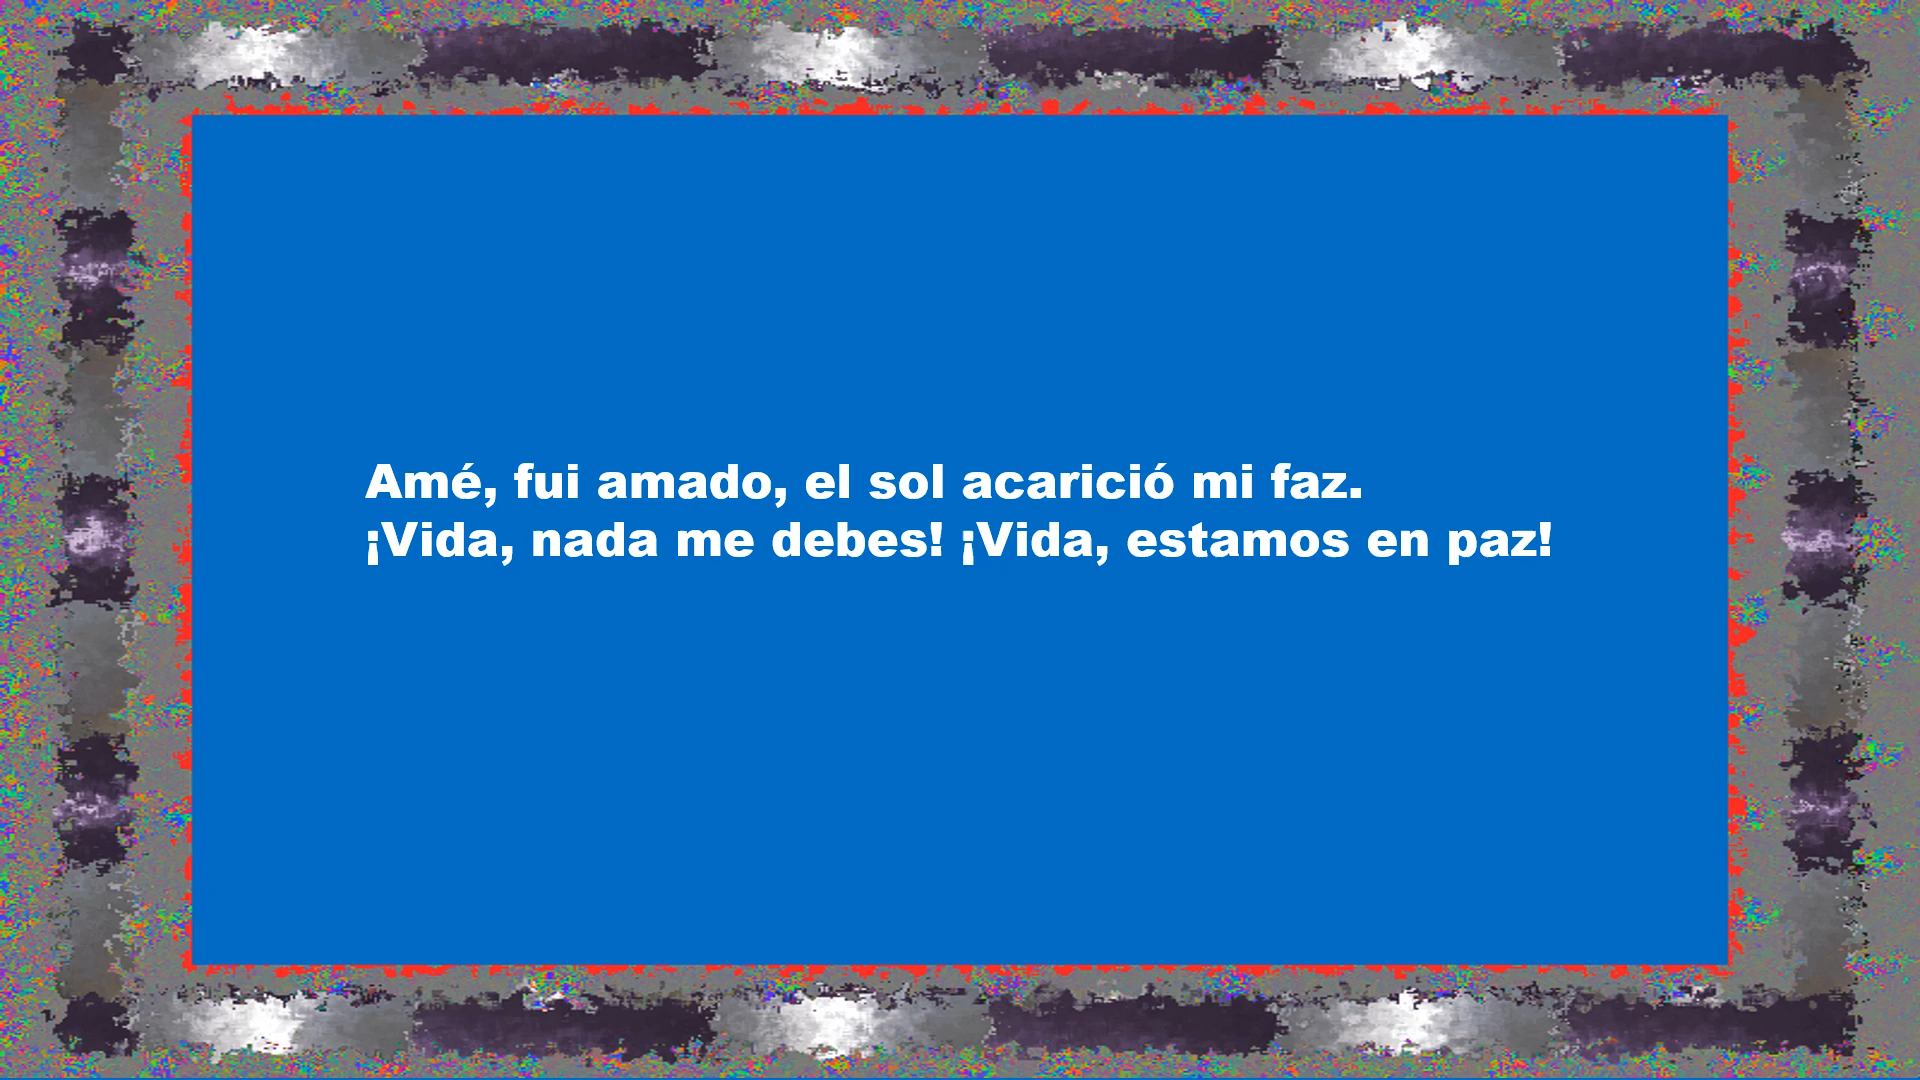 Amé, fui amado, el sol acarició mi faz.
¡Vida, nada me debes! ¡Vida, estamos en paz!